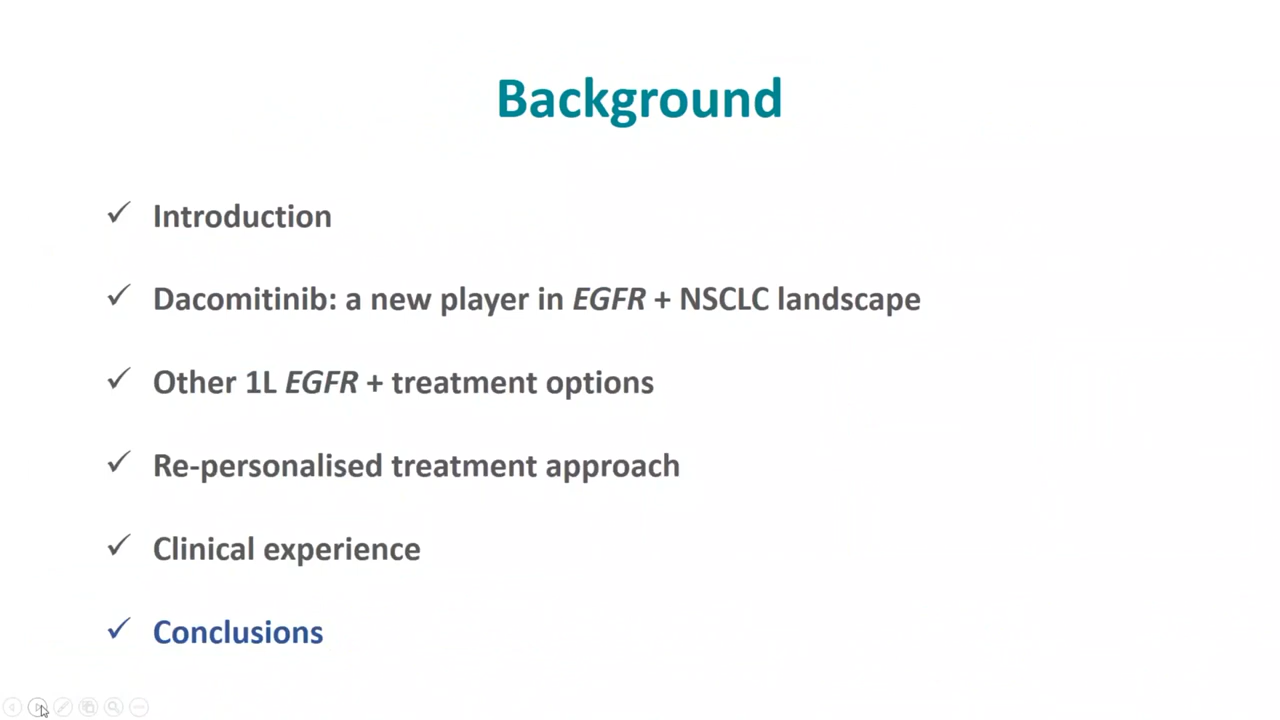 Background
✓ Introduction
✓ Dacomitinib: a new player in EGFR + NSCLC landscape
✓ Other 1L EGFR + treatment options
✓ Re-personalised treatment approach
✓ Clinical experience
✓ Conclusions